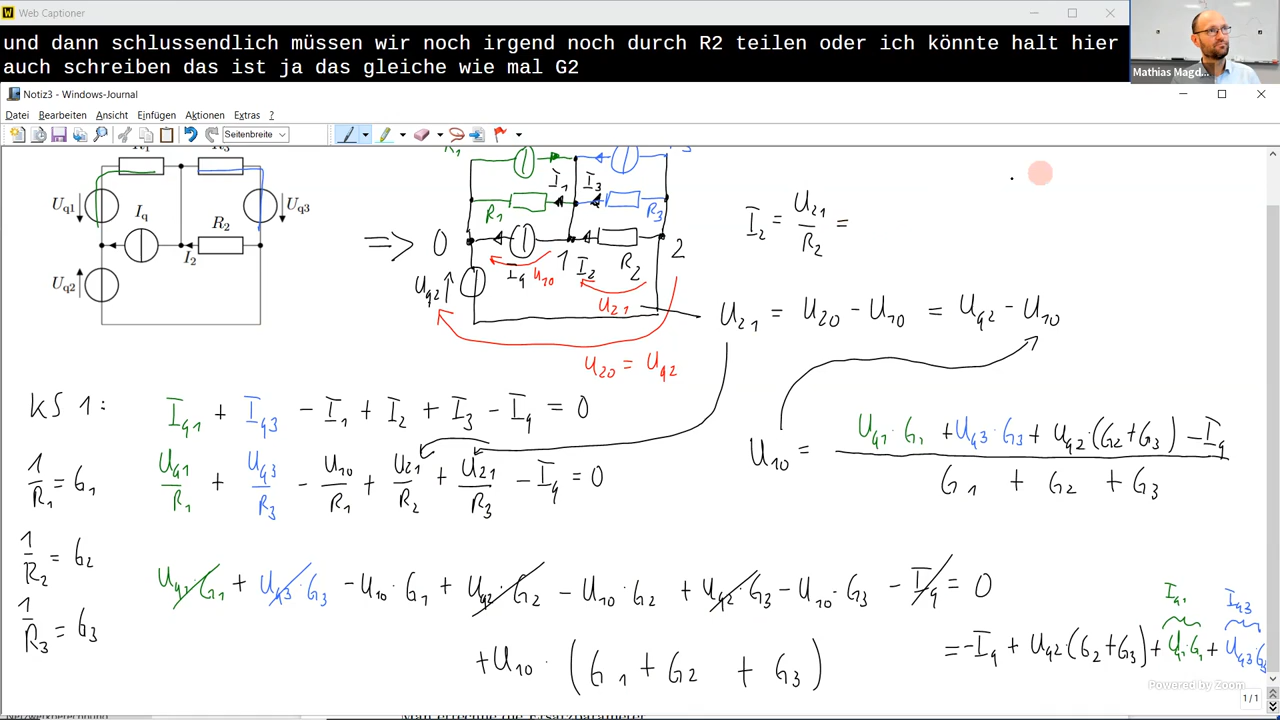 Web Captioner
und dann schlussendlich müssen wir noch irgend noch durch R2 teilen oder ich könnte halt hier
auch schreiben das ist ja das gleiche wie mal G2
Mathias Magd...
Notiz3 - Windows-Journal
Datei Bearbeiten Ansicht Einfügen Aktionen Extras ?
Seitenbreite
R1 R3
Uq1 Iq Uq3
R2
I2
Uq2
R1
I1 I3
R1 R3
=> 0 1 2
Iq U10 I2 R2
Uq2
U21
U20 = Uq2
I2 = U21/R2 =
U21 = U20 - U10 = Uq2 - U10
KS 1: Iq1 + Iq3 - I1 + I2 + I3 - Iq = 0
U10 = (Uq1·G1 + Uq3·G3 + Uq2·(G2+G3) - Iq) / (G1 + G2 + G3)
1/R1 = G1
Uq1/R1 + Uq3/R3 - U10/R1 + U21/R2 + U21/R3 - Iq = 0
1/R2 = G2
Uq1·G1 + Uq3·G3 - U10·G1 + Uq2·G2 - U10·G2 + Uq2·G3 - U10·G3 - Iq = 0
1/R3 = G3
Iq1 Iq3
+U10·(G1 + G2 + G3)
= -Iq + Uq2·(G2+G3) + Uq1·G1 + Uq3·G3
Powered by Zoom
1/1